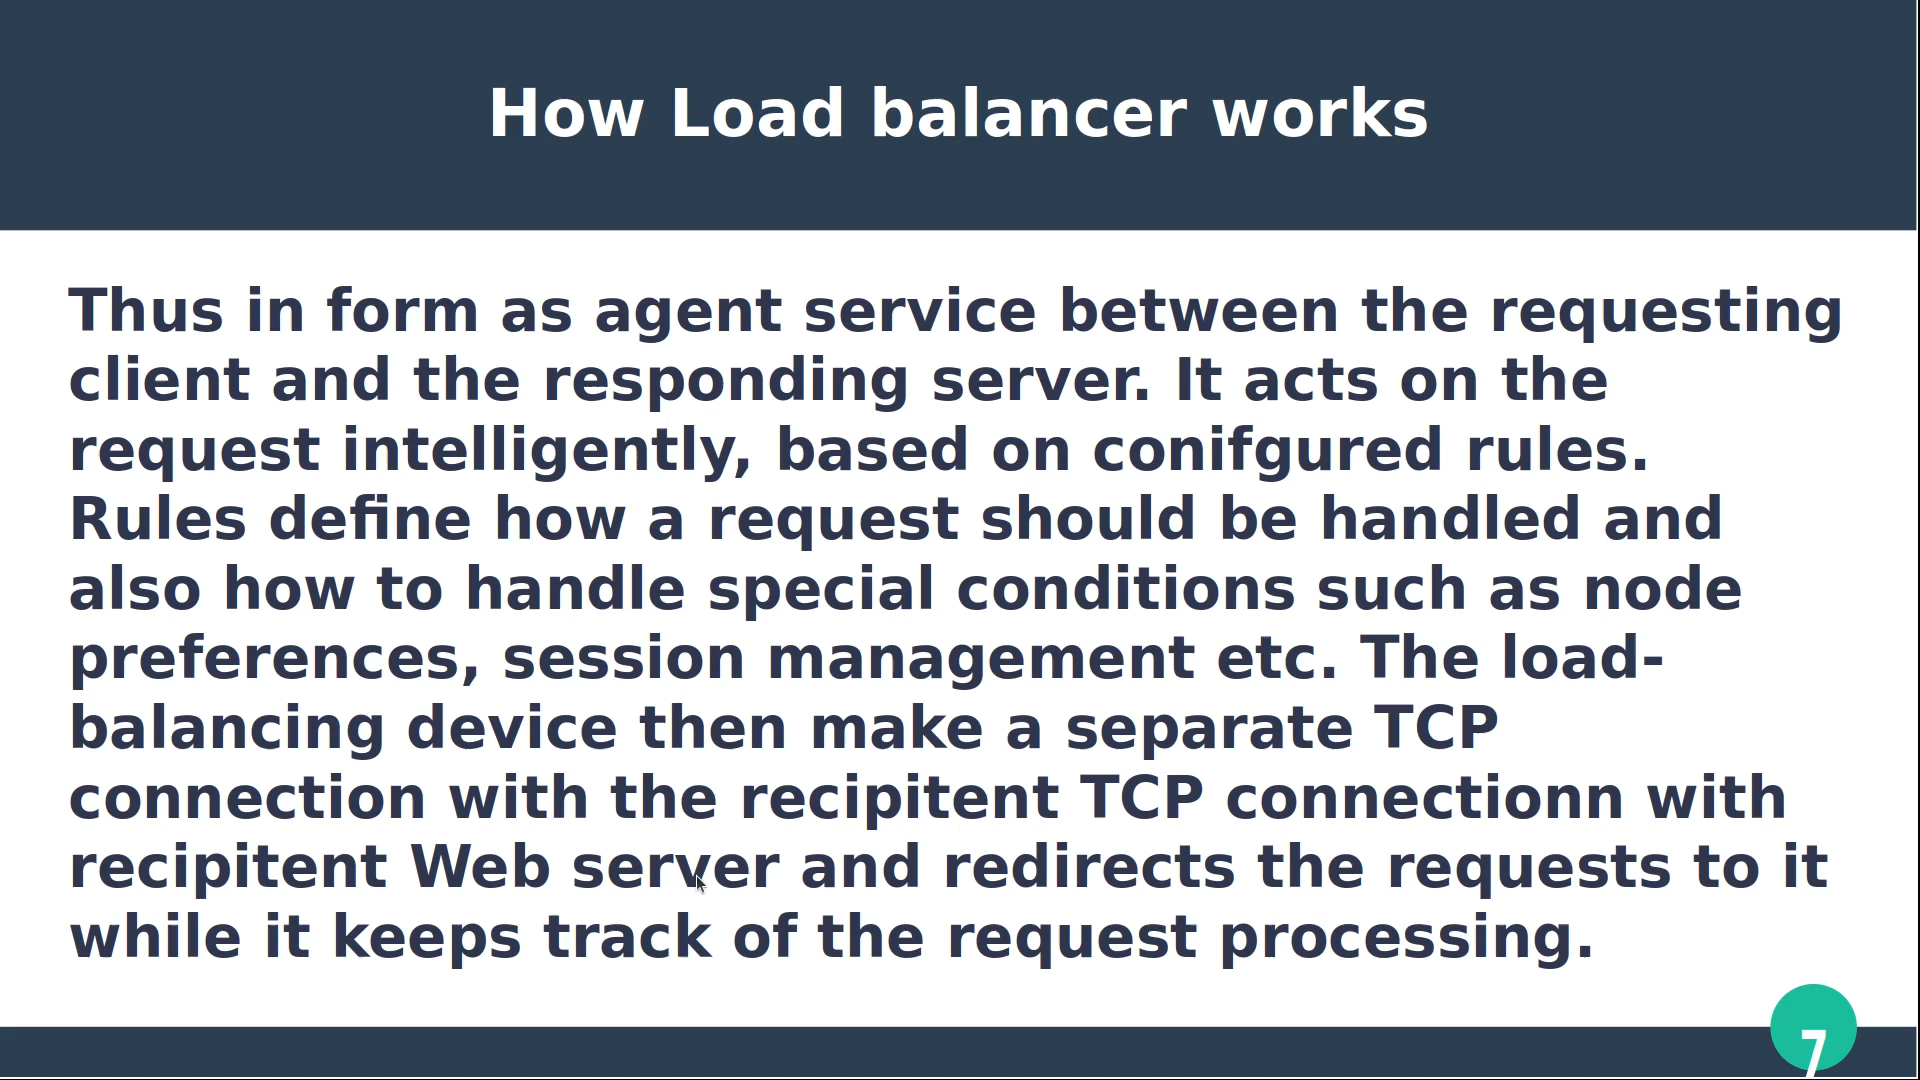 How Load balancer works
Thus in form as agent service between the requesting
client and the responding server. It acts on the
request intelligently, based on conifgured rules.
Rules define how a request should be handled and
also how to handle special conditions such as node
preferences, session management etc. The load-
balancing device then make a separate TCP
connection with the recipitent TCP connectionn with
recipitent Web server and redirects the requests to it
while it keeps track of the request processing.
7